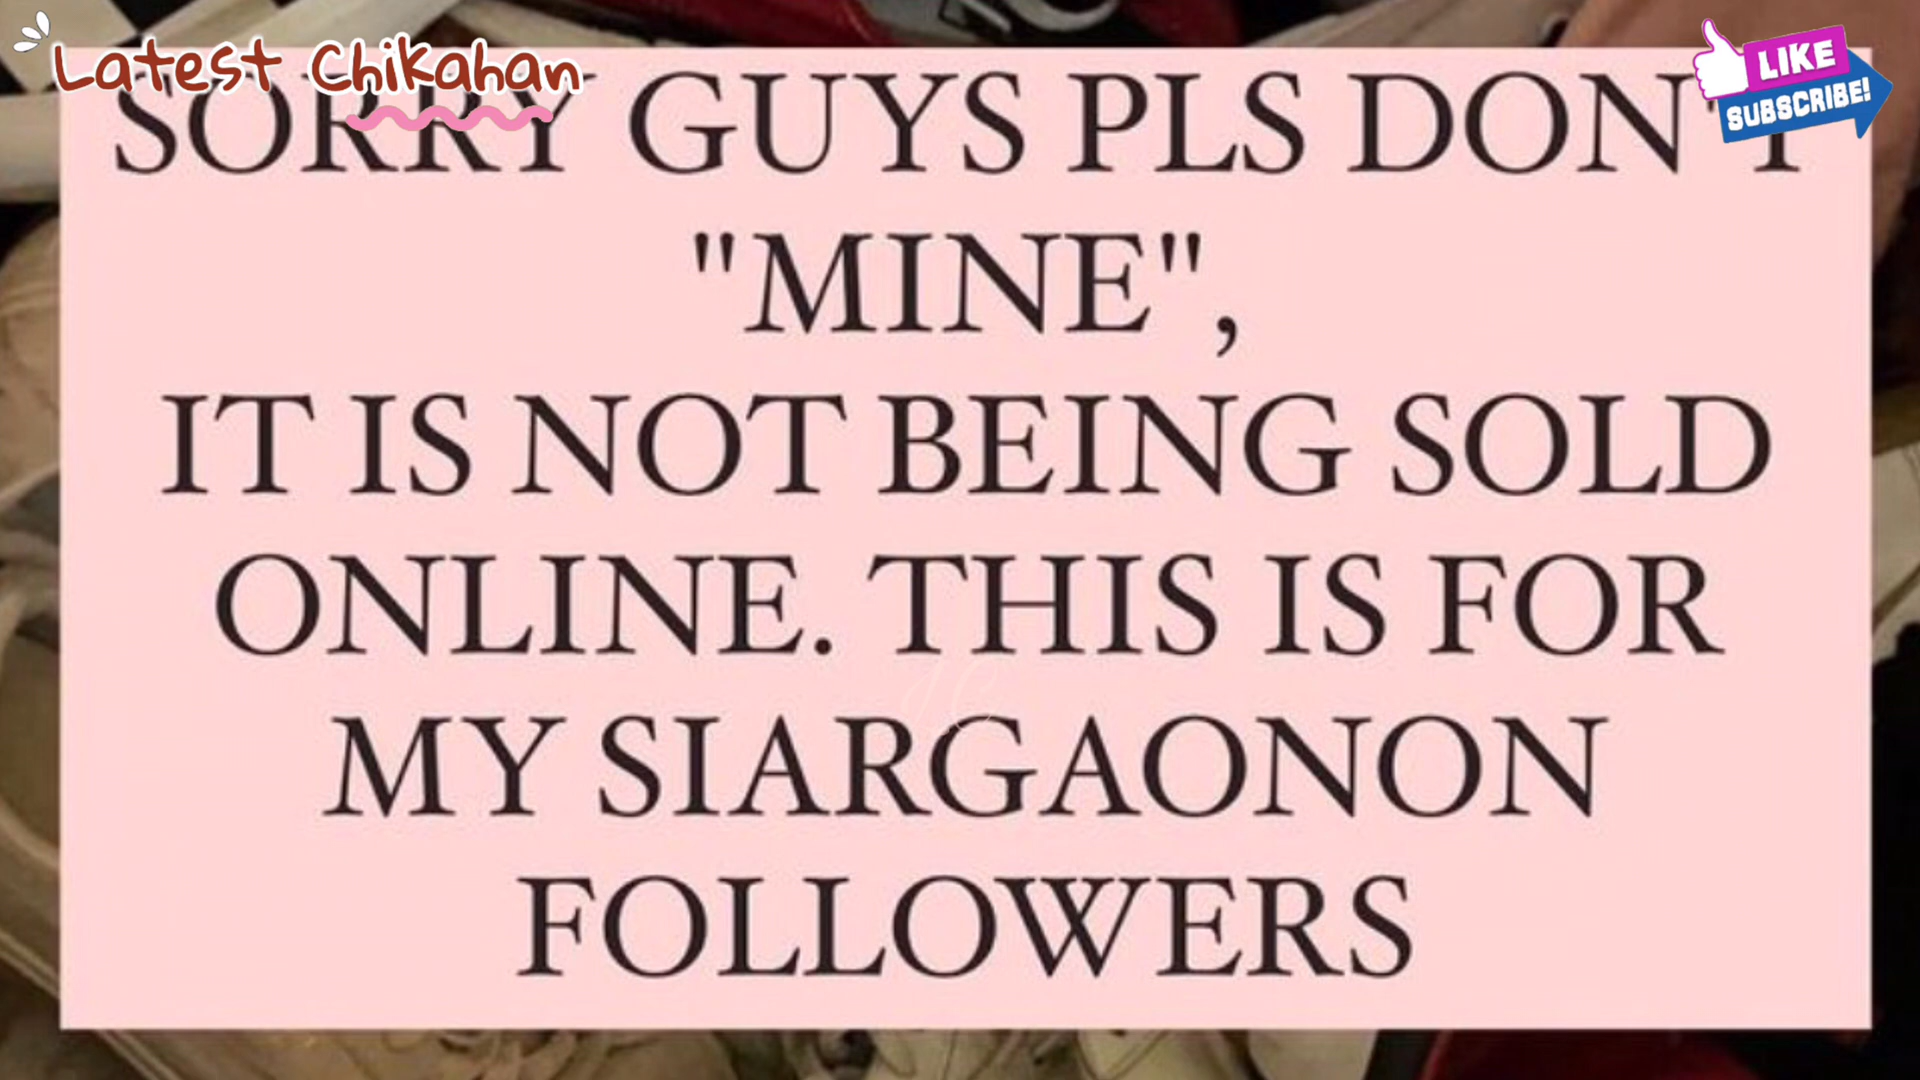 Latest Chikahan
LIKE
SUBSCRIBE!
SORRY GUYS PLS DON'T
"MINE",
IT IS NOT BEING SOLD
ONLINE. THIS IS FOR
MY SIARGAONON
FOLLOWERS